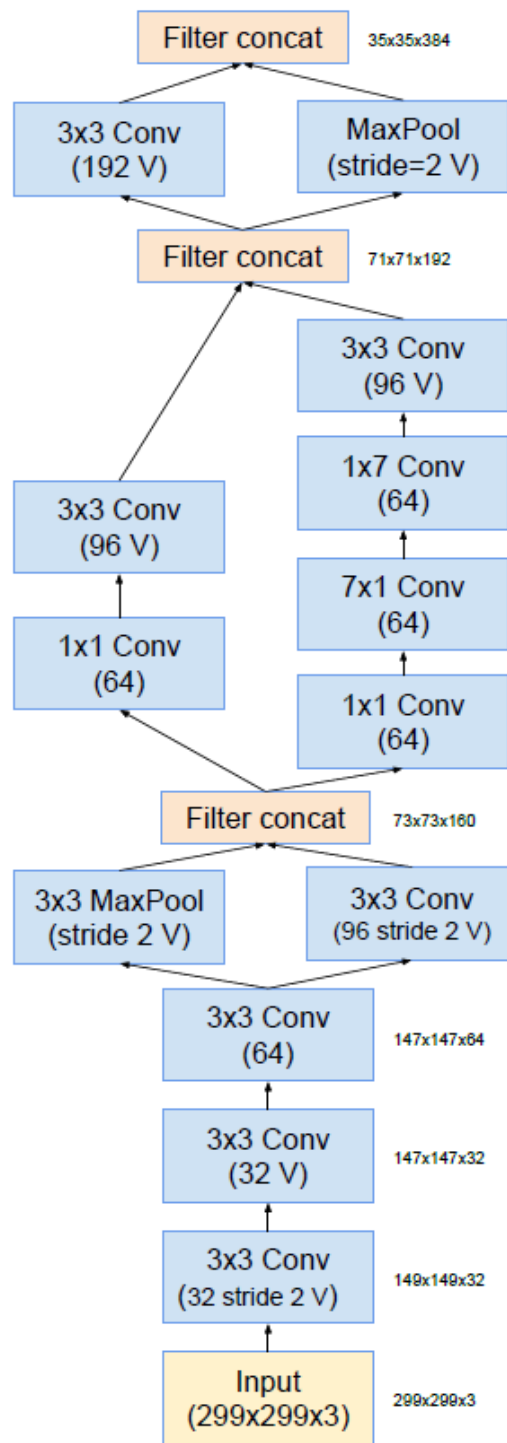 Filter concat
35x35x384
3x3 Conv
(192 V)
MaxPool
(stride=2 V)
Filter concat
71x71x192
3x3 Conv
(96 V)
1x7 Conv
(64)
3x3 Conv
(96 V)
7x1 Conv
(64)
1x1 Conv
(64)
1x1 Conv
(64)
Filter concat
73x73x160
3x3 MaxPool
(stride 2 V)
3x3 Conv
(96 stride 2 V)
3x3 Conv
(64)
147x147x64
3x3 Conv
(32 V)
147x147x32
3x3 Conv
(32 stride 2 V)
149x149x32
Input
(299x299x3)
299x299x3